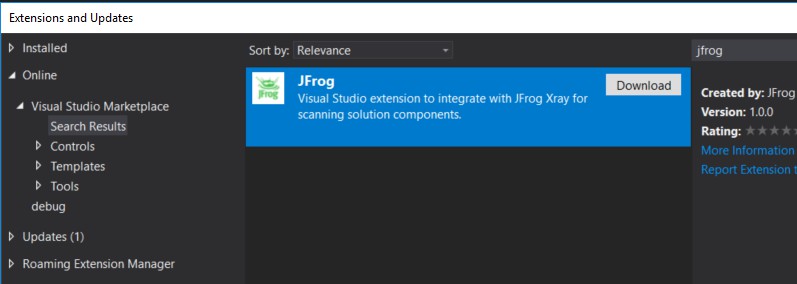 Extensions and Updates
Installed
Online
Visual Studio Marketplace
Search Results
Controls
Templates
Tools
debug
Updates (1)
Roaming Extension Manager
Sort by: Relevance
JFrog
JFrog
Visual Studio extension to integrate with JFrog Xray for
scanning solution components.
Download
jfrog
Created by: JFrog
Version: 1.0.0
Rating:
More Information
Report Extension t